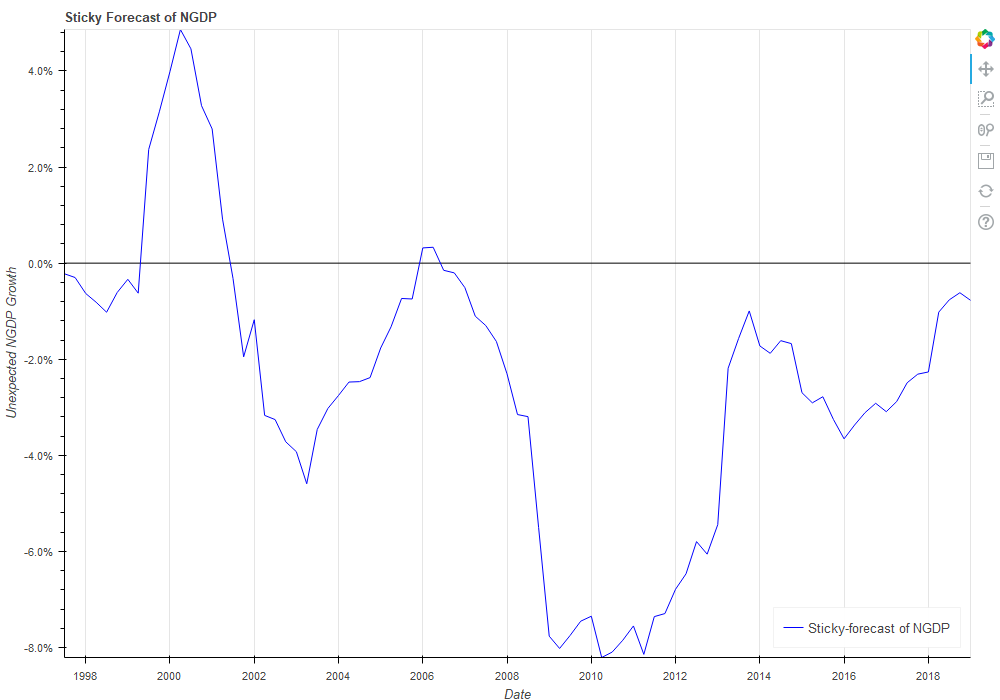 Sticky Forecast of NGDP
4.0%
2.0%
0.0%
-2.0%
-4.0%
-6.0%
-8.0%
Unexpected NGDP Growth
Sticky-forecast of NGDP
1998 2000 2002 2004 2006 2008 2010 2012 2014 2016 2018
Date